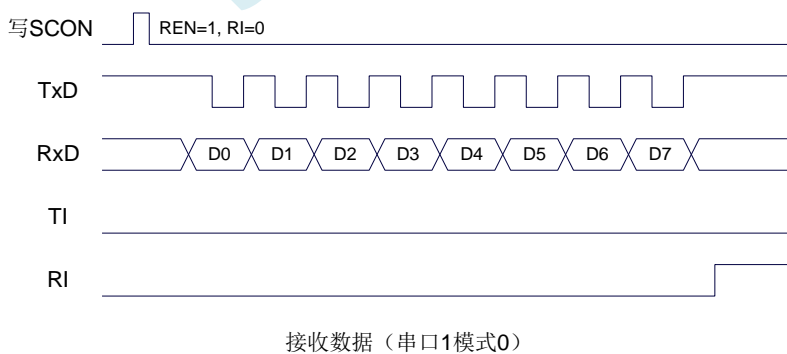 写SCON REN=1, RI=0
TxD
RxD D0 D1 D2 D3 D4 D5 D6 D7
TI
RI
接收数据（串口1模式0）